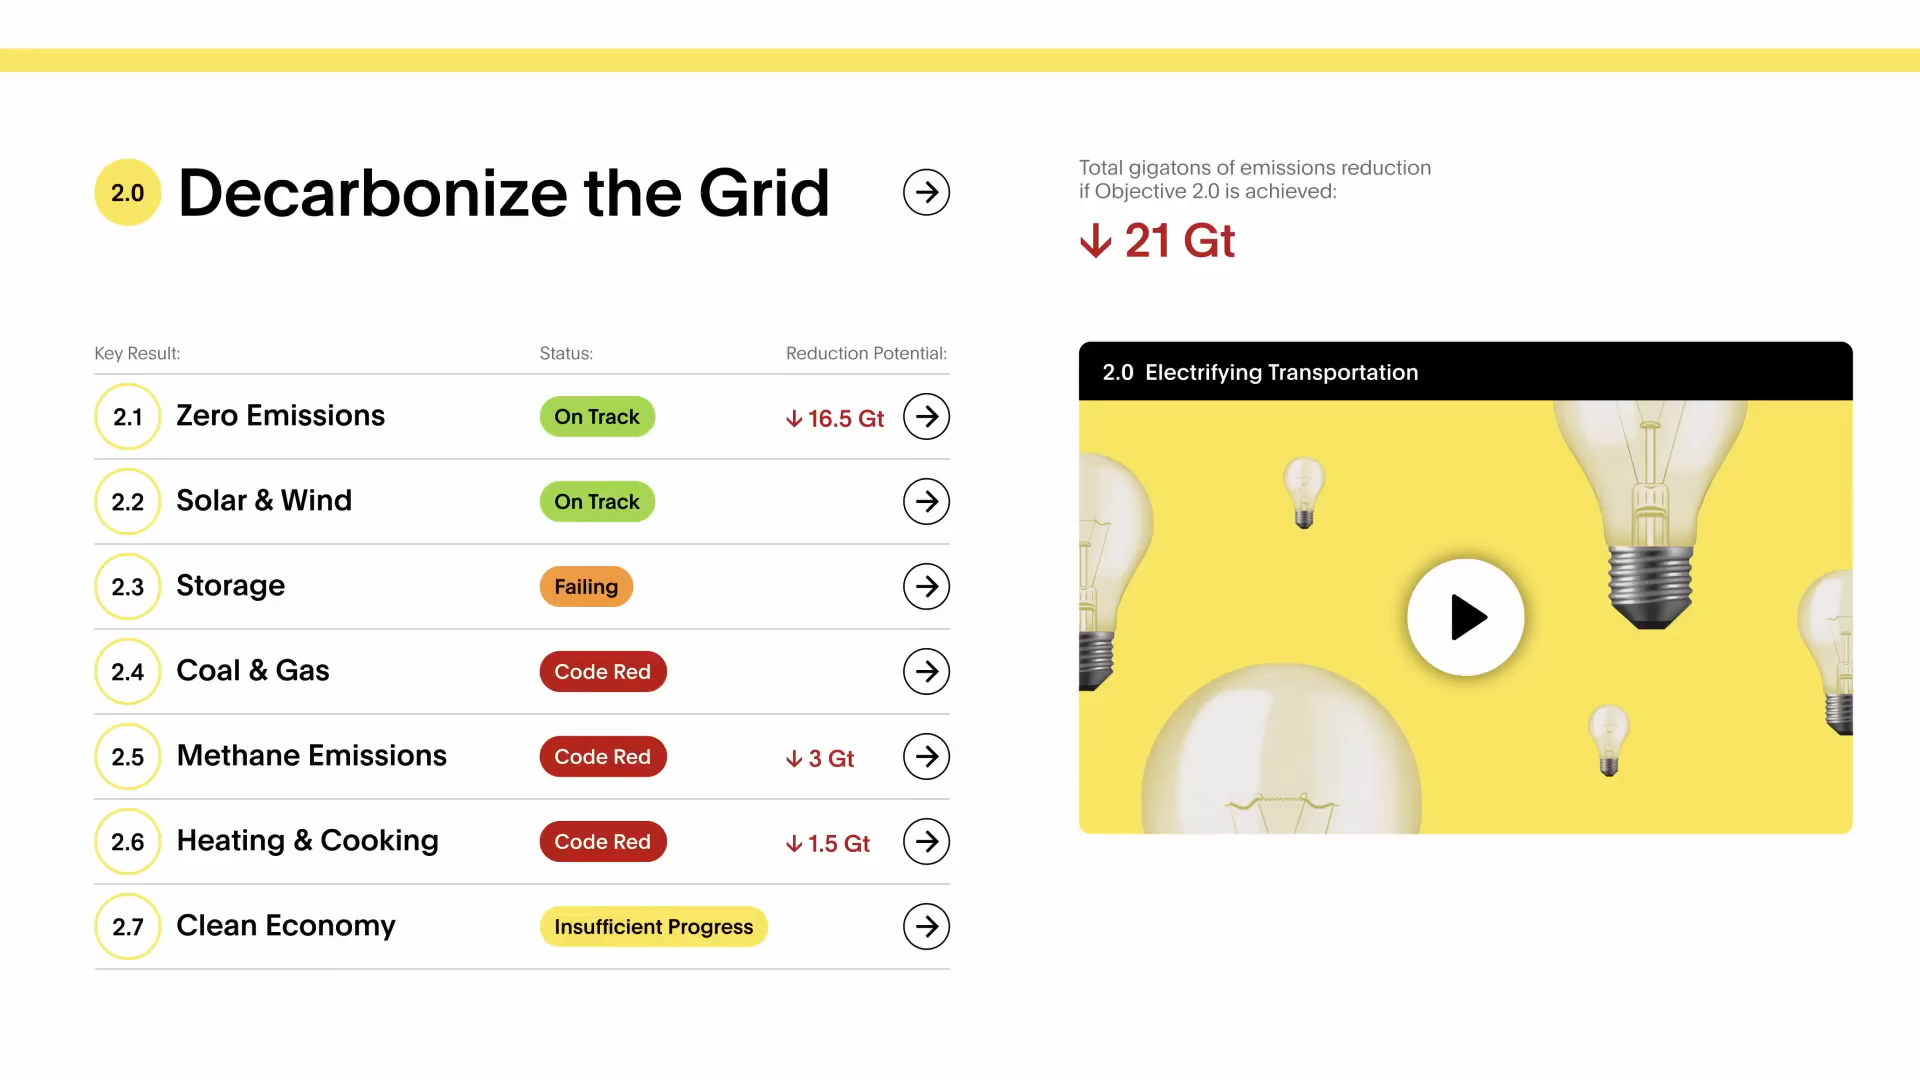 2.0 Decarbonize the Grid
Total gigatons of emissions reduction
if Objective 2.0 is achieved:
↓ 21 Gt
Key Result: Status: Reduction Potential:
2.1 Zero Emissions On Track ↓ 16.5 Gt
2.2 Solar & Wind On Track
2.3 Storage Failing
2.4 Coal & Gas Code Red
2.5 Methane Emissions Code Red ↓ 3 Gt
2.6 Heating & Cooking Code Red ↓ 1.5 Gt
2.7 Clean Economy Insufficient Progress
2.0 Electrifying Transportation